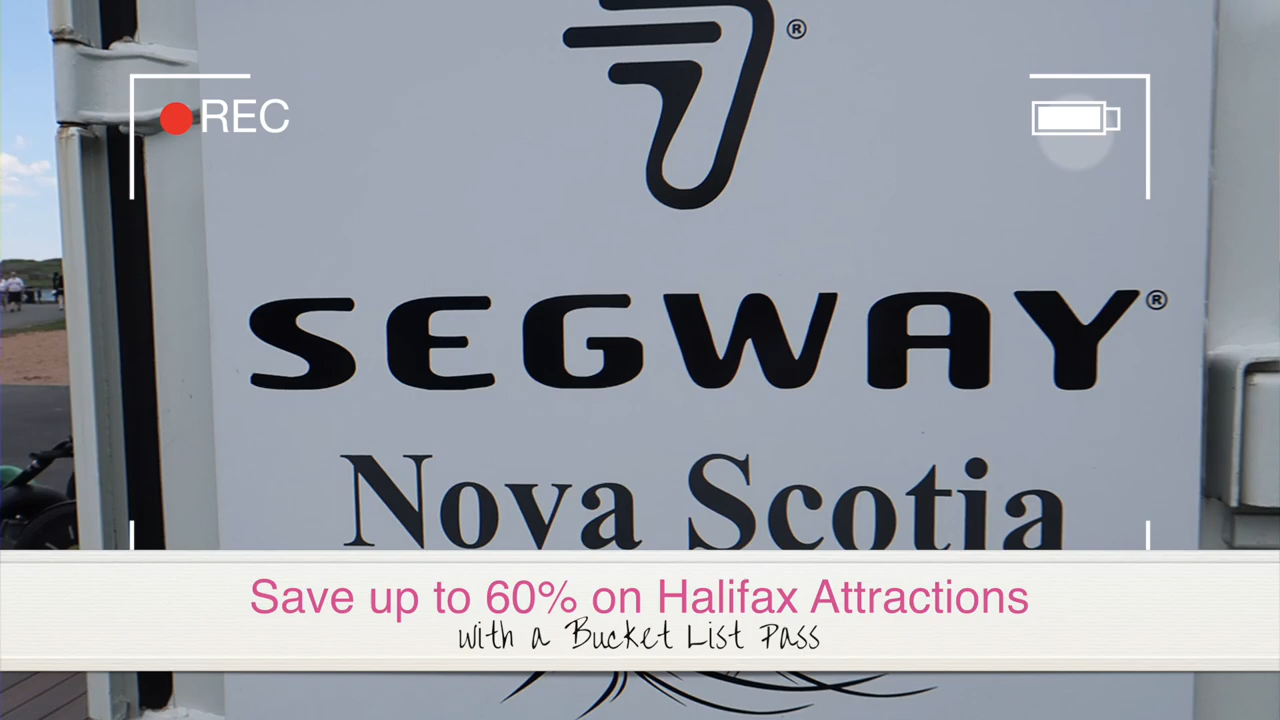 ®
REC
SEGWAY®
Nova Scotia
Save up to 60% on Halifax Attractions
with a Bucket List Pass